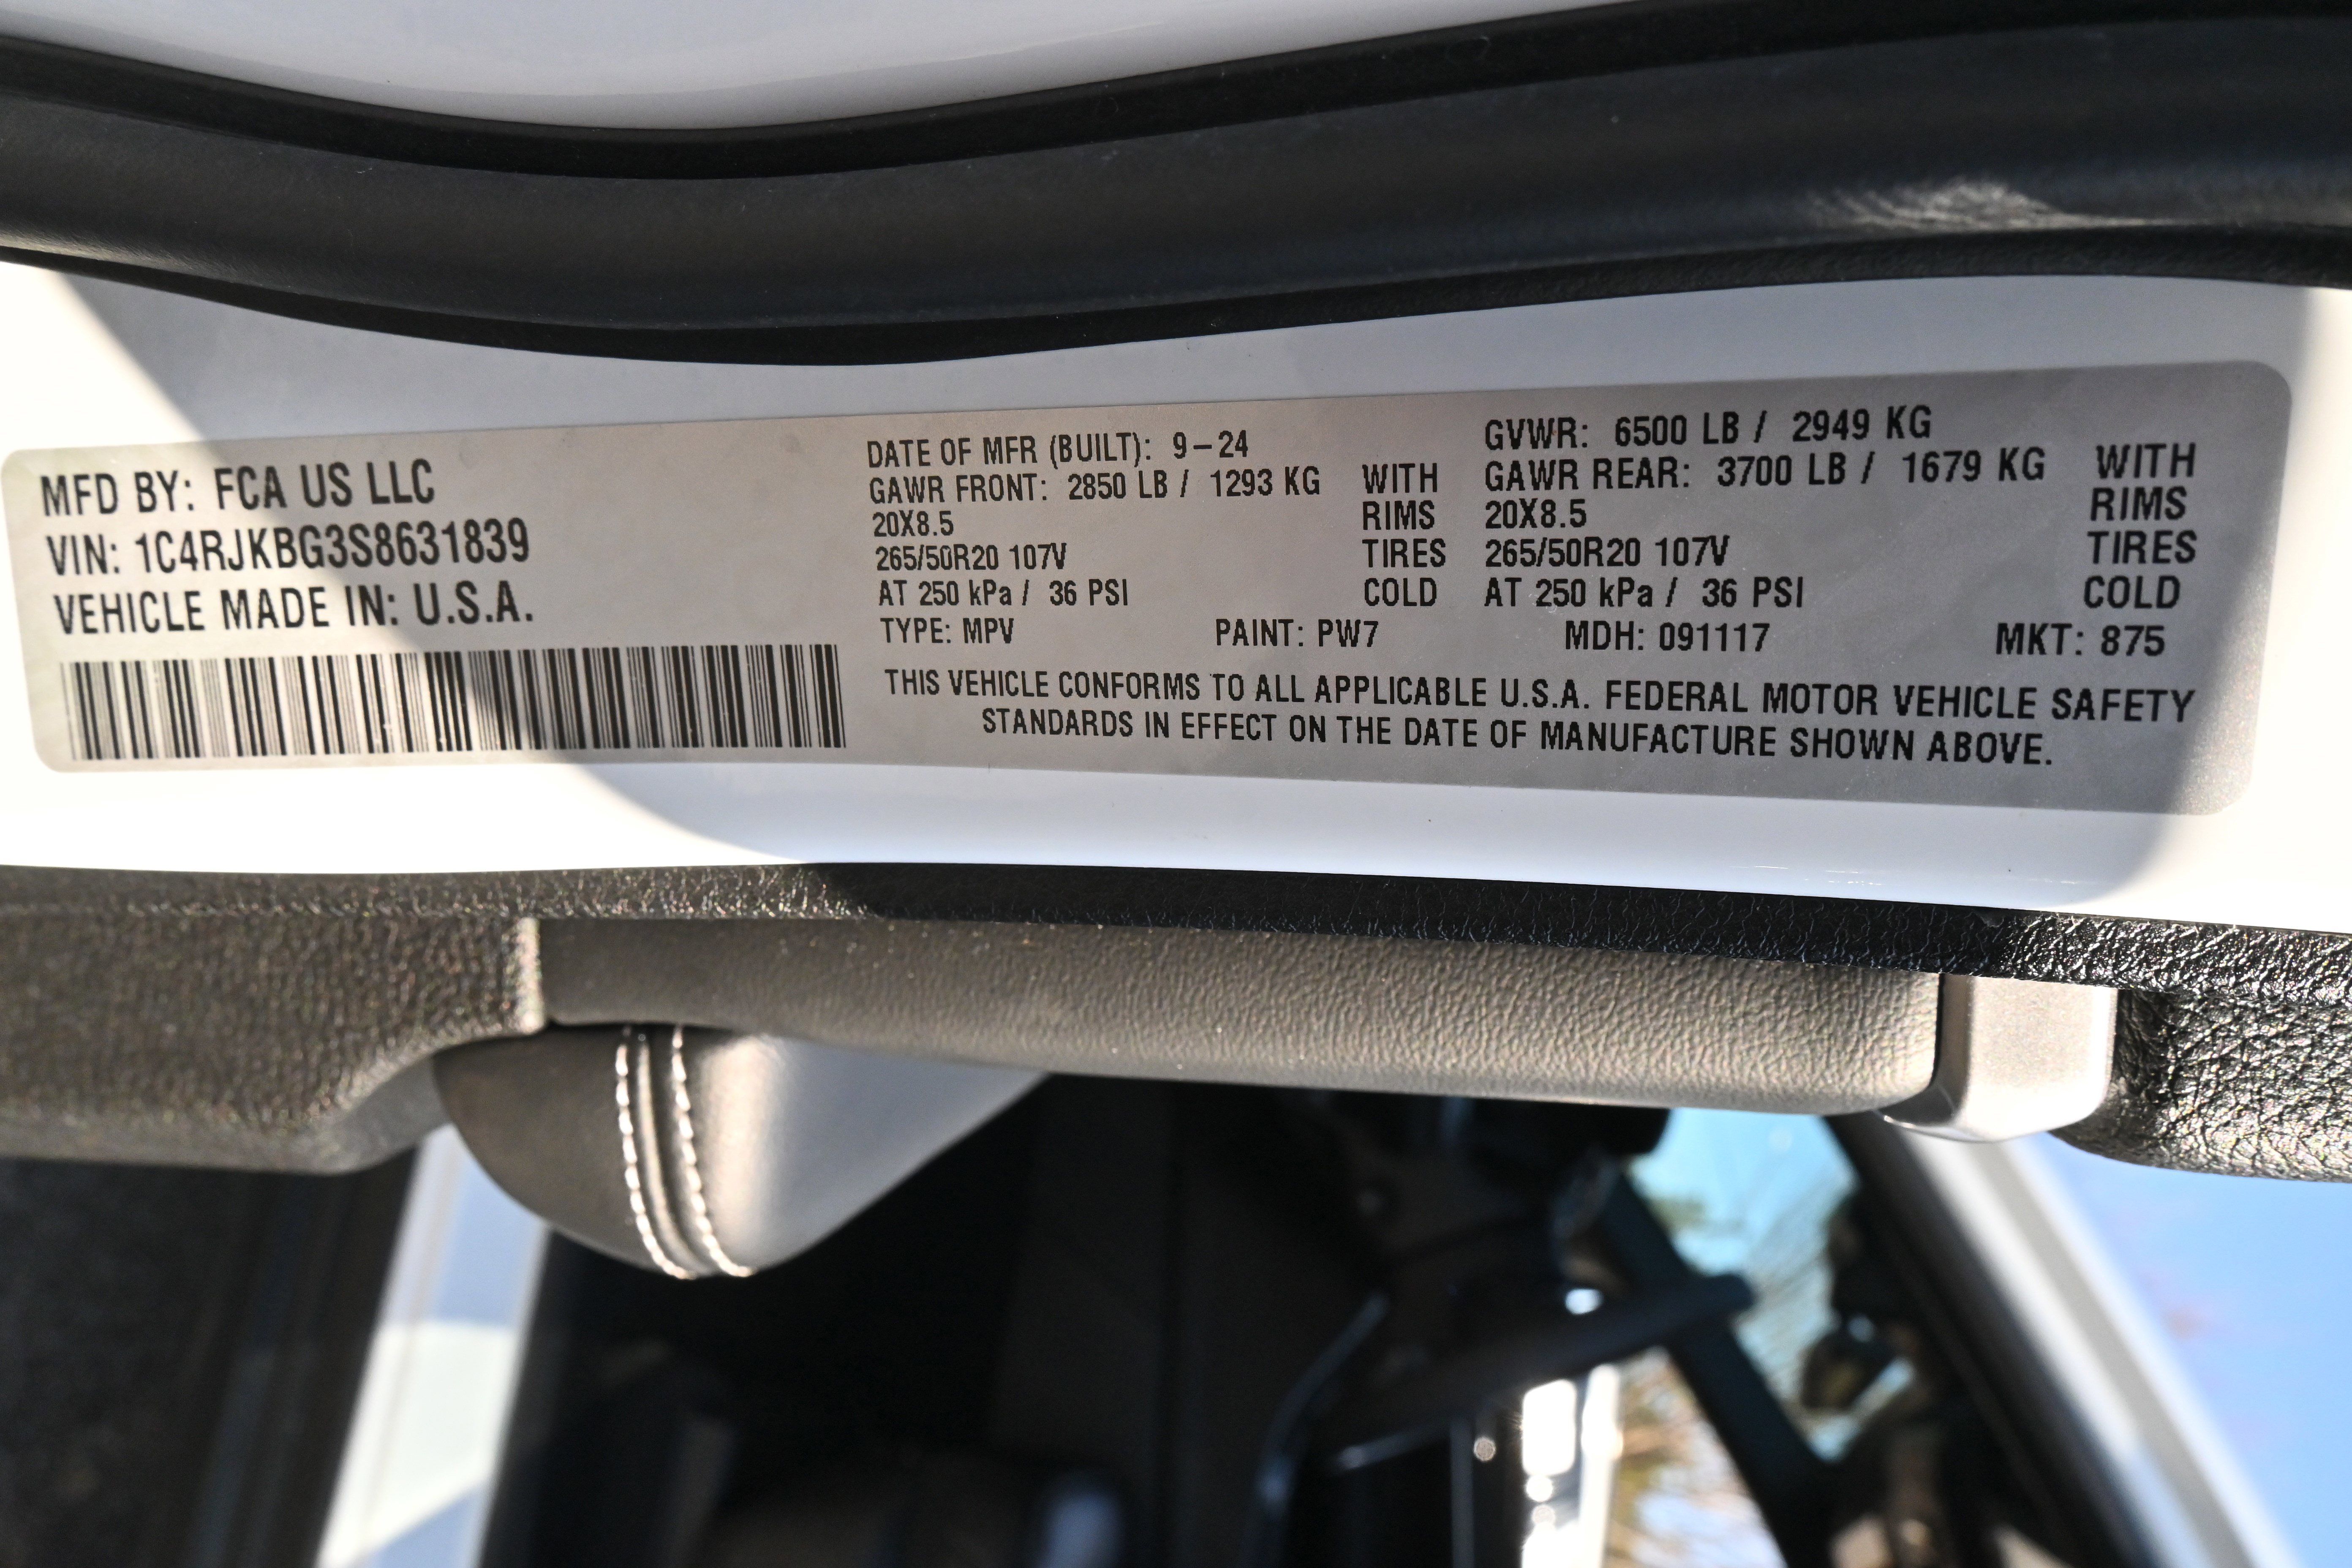 MFD BY: FCA US LLC
VIN: 1C4RJKBG3S8631839
VEHICLE MADE IN: U.S.A.
DATE OF MFR (BUILT): 9-24
GAWR FRONT: 2850 LB / 1293 KG WITH
20X8.5 RIMS
265/50R20 107V TIRES
AT 250 kPa / 36 PSI COLD
GVWR: 6500 LB / 2949 KG
GAWR REAR: 3700 LB / 1679 KG WITH
20X8.5 RIMS
265/50R20 107V TIRES
AT 250 kPa / 36 PSI COLD
TYPE: MPV PAINT: PW7 MDH: 091117 MKT: 875
THIS VEHICLE CONFORMS TO ALL APPLICABLE U.S.A. FEDERAL MOTOR VEHICLE SAFETY
STANDARDS IN EFFECT ON THE DATE OF MANUFACTURE SHOWN ABOVE.